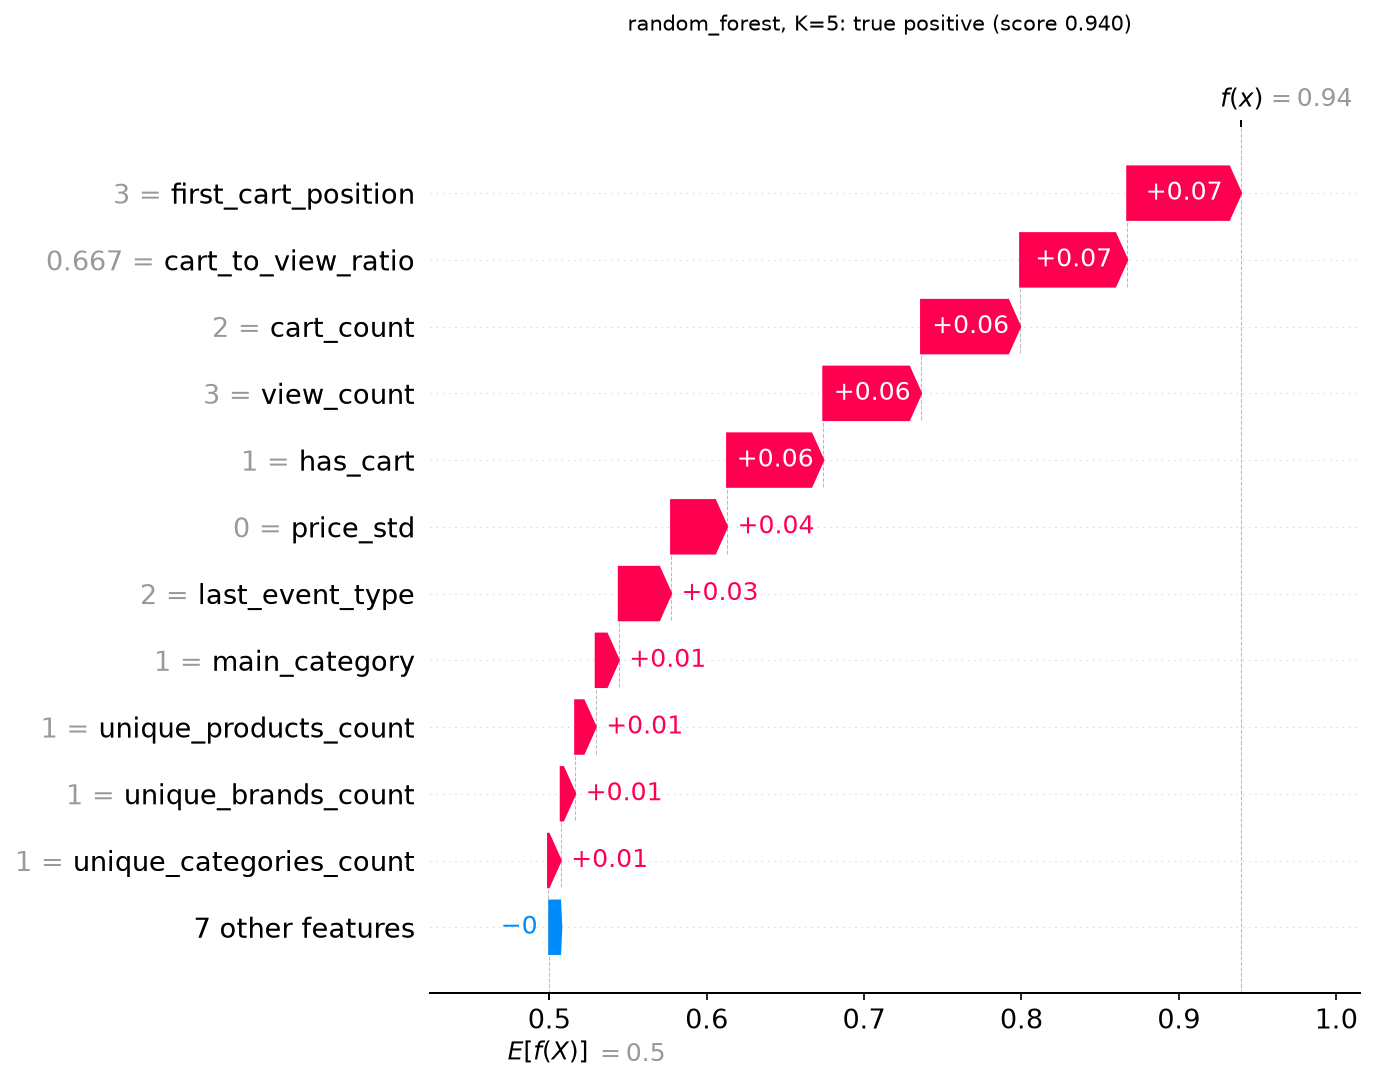 random_forest, K=5: true positive (score 0.940)
f(x) = 0.94
3 = first_cart_position +0.07
0.667 = cart_to_view_ratio +0.07
2 = cart_count +0.06
3 = view_count +0.06
1 = has_cart +0.06
0 = price_std +0.04
2 = last_event_type +0.03
1 = main_category +0.01
1 = unique_products_count +0.01
1 = unique_brands_count +0.01
1 = unique_categories_count +0.01
7 other features −0
0.5 0.6 0.7 0.8 0.9 1.0
E[f(X)] = 0.5